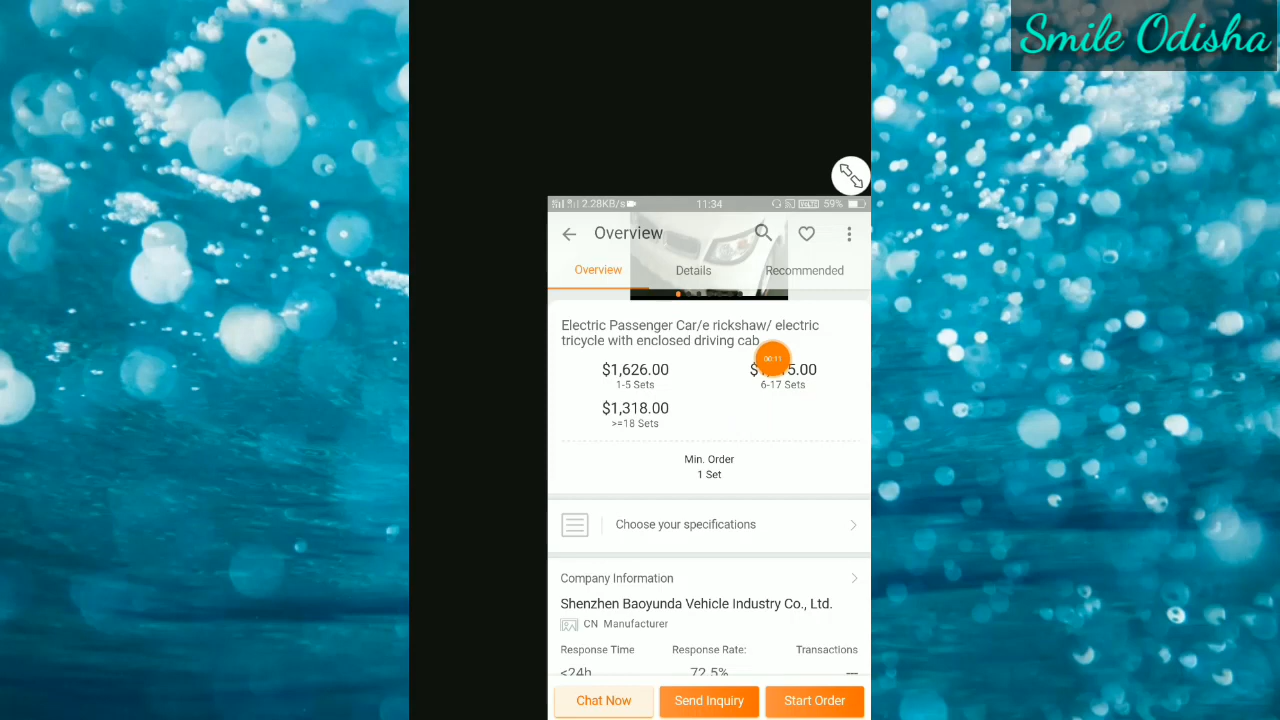 Smile Odisha
2.28KB/s 11:34 VoLTE 59%
Overview
Overview Details Recommended
Electric Passenger Car/e rickshaw/ electric
tricycle with enclosed driving cab
$1,626.00
1-5 Sets 6-17 Sets
00:11
$1,318.00
>=18 Sets
Min. Order
1 Set
Choose your specifications
Company Information
Shenzhen Baoyunda Vehicle Industry Co., Ltd.
CN Manufacturer
Response Time Response Rate: Transactions
<24h 72.5% ---
Chat Now Send Inquiry Start Order